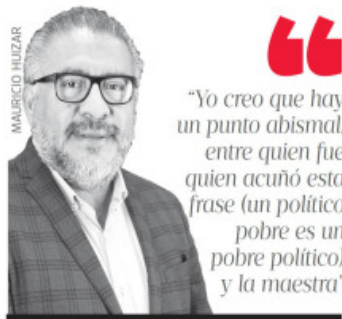 MAURICIO HUIZAR
“Yo creo que hay
un punto abismal,
entre quien fue
quien acuñó esta
frase (un político
pobre es un
pobre político)
y la maestra”